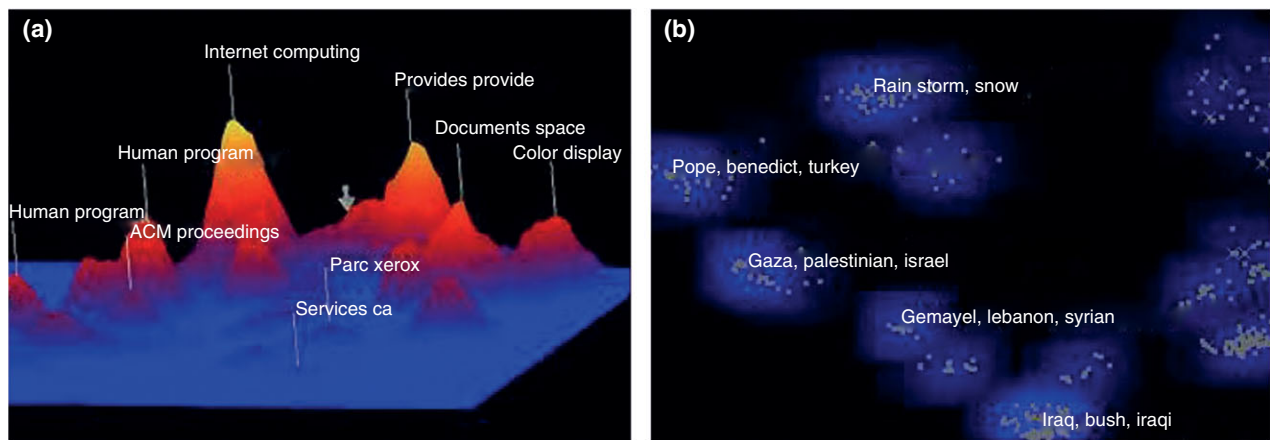 (a)
Internet computing
Provides provide
Documents space
Human program
Color display
Human program
ACM proceedings
Parc xerox
Services ca
(b)
Rain storm, snow
Pope, benedict, turkey
Gaza, palestinian, israel
Gemayel, lebanon, syrian
Iraq, bush, iraqi